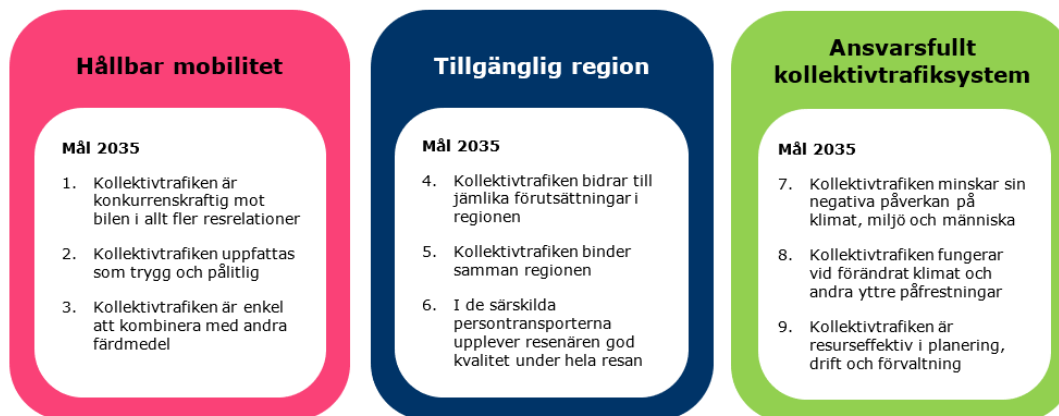 Hållbar mobilitet
Mål 2035
1. Kollektivtrafiken är
konkurrenskraftig mot
bilen i allt fler resrelationer
2. Kollektivtrafiken uppfattas
som trygg och pålitlig
3. Kollektivtrafiken är enkel
att kombinera med andra
färdmedel
Tillgänglig region
Mål 2035
4. Kollektivtrafiken bidrar till
jämlika förutsättningar i
regionen
5. Kollektivtrafiken binder
samman regionen
6. I de särskilda
persontransporterna
upplever resenären god
kvalitet under hela resan
Ansvarsfullt
kollektivtrafiksystem
Mål 2035
7. Kollektivtrafiken minskar sin
negativa påverkan på
klimat, miljö och människa
8. Kollektivtrafiken fungerar
vid förändrat klimat och
andra yttre påfrestningar
9. Kollektivtrafiken är
resurseffektiv i planering,
drift och förvaltning